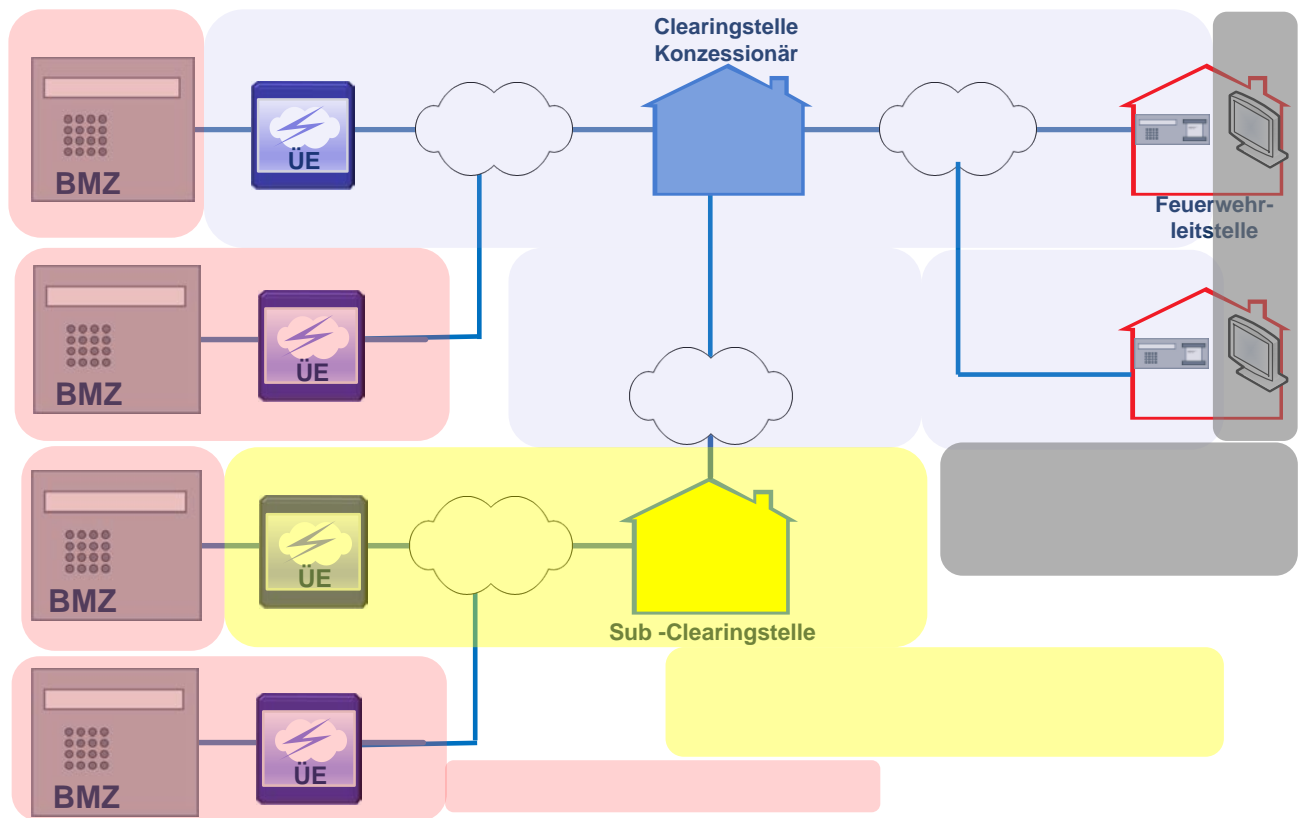 Clearingstelle
Konzessionär
BMZ
ÜE
Feuerwehr-
leitstelle
BMZ
ÜE
BMZ
ÜE
Sub -Clearingstelle
BMZ
ÜE